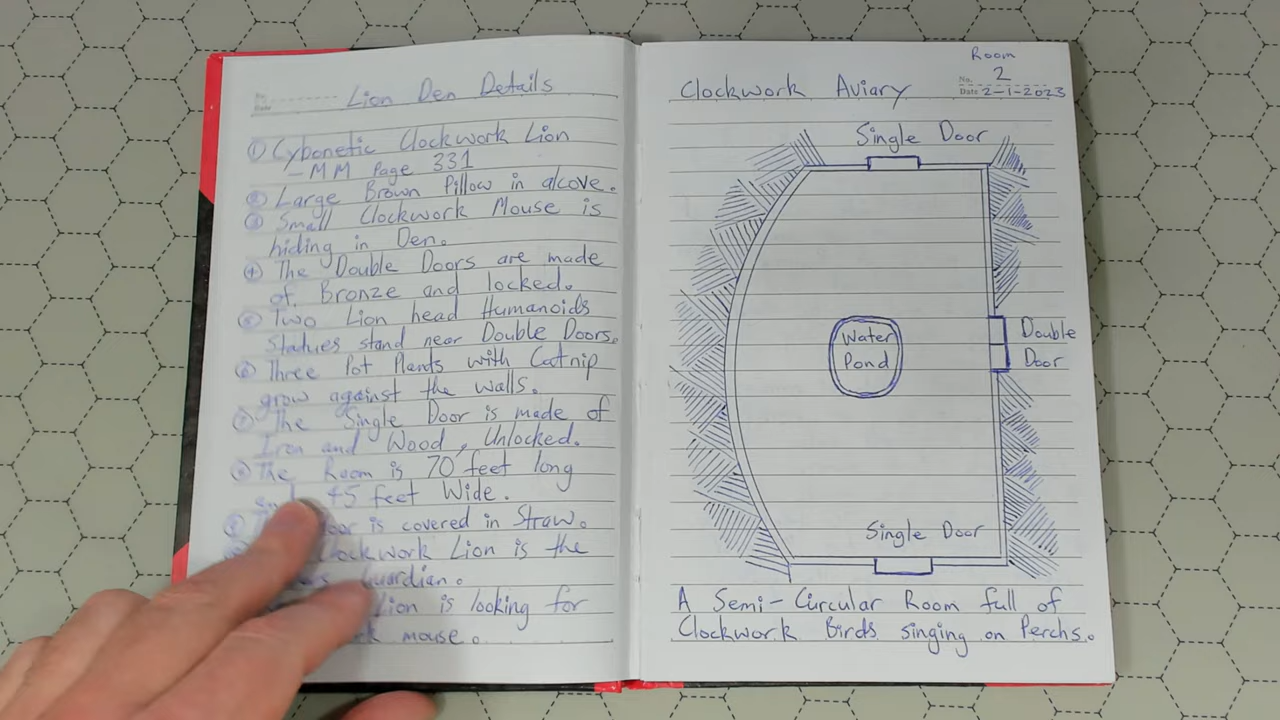 No.
Date
Lion Den Details
① Cybonetic Clockwork Lion
- MM Page 331
② Large Brown Pillow in alcove.
③ Small Clockwork Mouse is
hiding in Den.
④ The Double Doors are made
of Bronze and locked.
⑤ Two Lion head Humanoids
Statues stand near Double Doors.
⑥ Three Pot Plants with Catnip
grow against the walls.
⑦ The Single Door is made of
Iron and Wood, Unlocked.
⑧ The Room is 70 feet long
45 feet Wide.
is covered in Straw.
Clockwork Lion is the
Guardian.
Lion is looking for
mouse.
Room
No. 2
Date 2-1-2023
Clockwork Aviary
Single Door
Water
Pond
Double
Door
Single Door
A Semi-Circular Room full of
Clockwork Birds singing on Perchs.